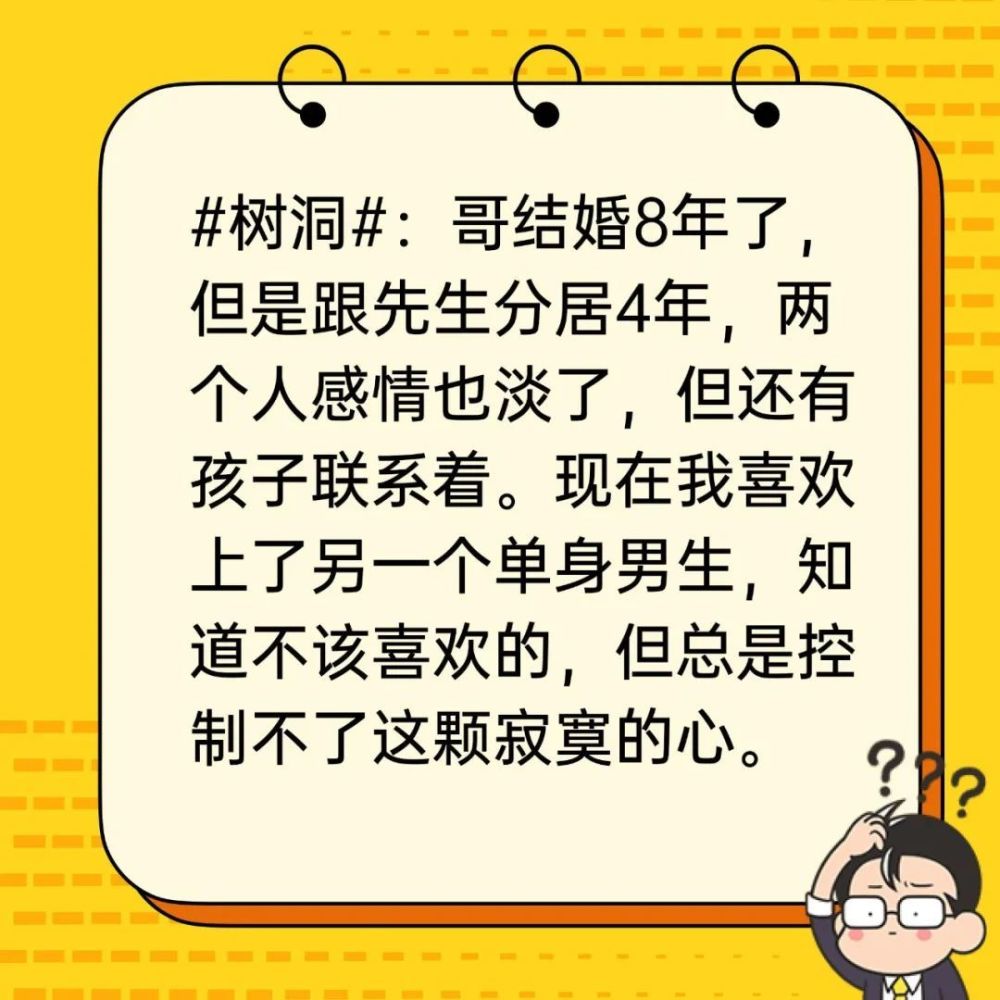 #树洞#：哥结婚8年了，
但是跟先生分居4年，两
个人感情也淡了，但还有
孩子联系着。现在我喜欢
上了另一个单身男生，知
道不该喜欢的，但总是控
制不了这颗寂寞的心。
???